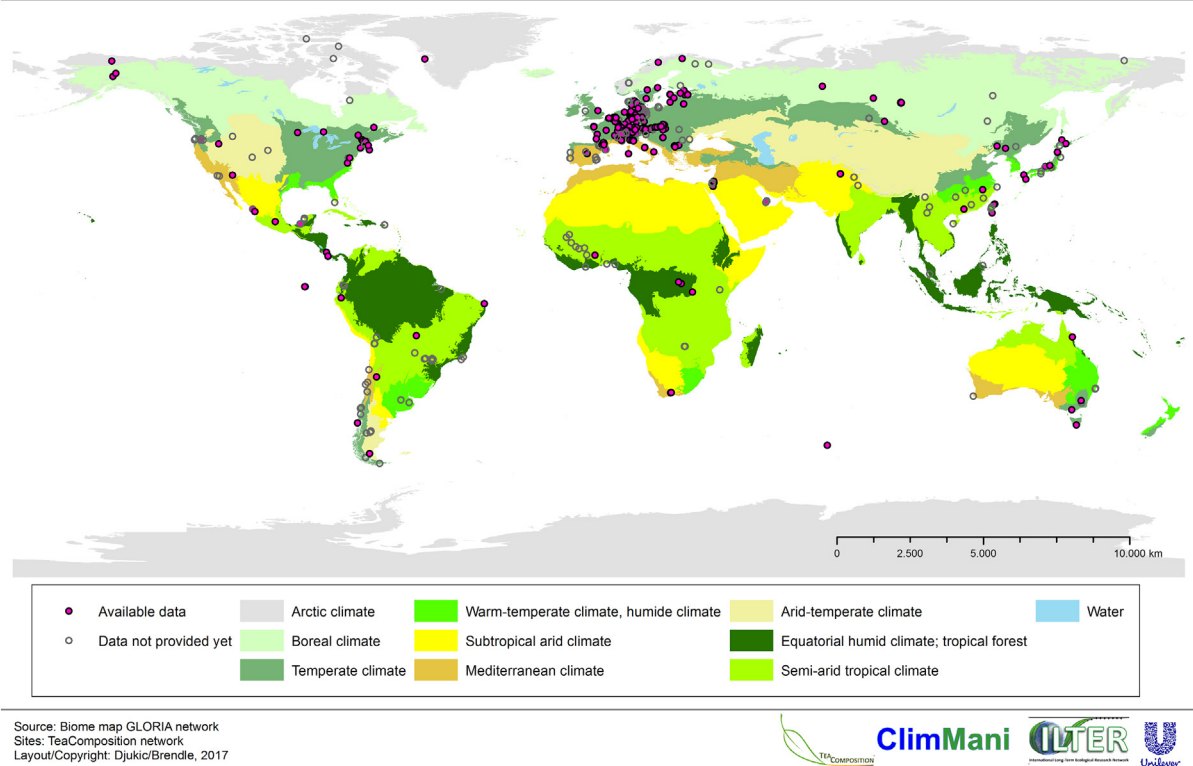 0 2.500 5.000 10.000 km
Available data
Arctic climate
Warm-temperate climate, humide climate
Arid-temperate climate
Water
Data not provided yet
Boreal climate
Subtropical arid climate
Equatorial humid climate; tropical forest
Temperate climate
Mediterranean climate
Semi-arid tropical climate
Source: Biome map GLORIA network
Sites: TeaComposition network
Layout/Copyright: Djukic/Brendle, 2017
TEACOMPOSITION
ClimMani
ILTER
International Long-Term Ecological Research Network
Unilever